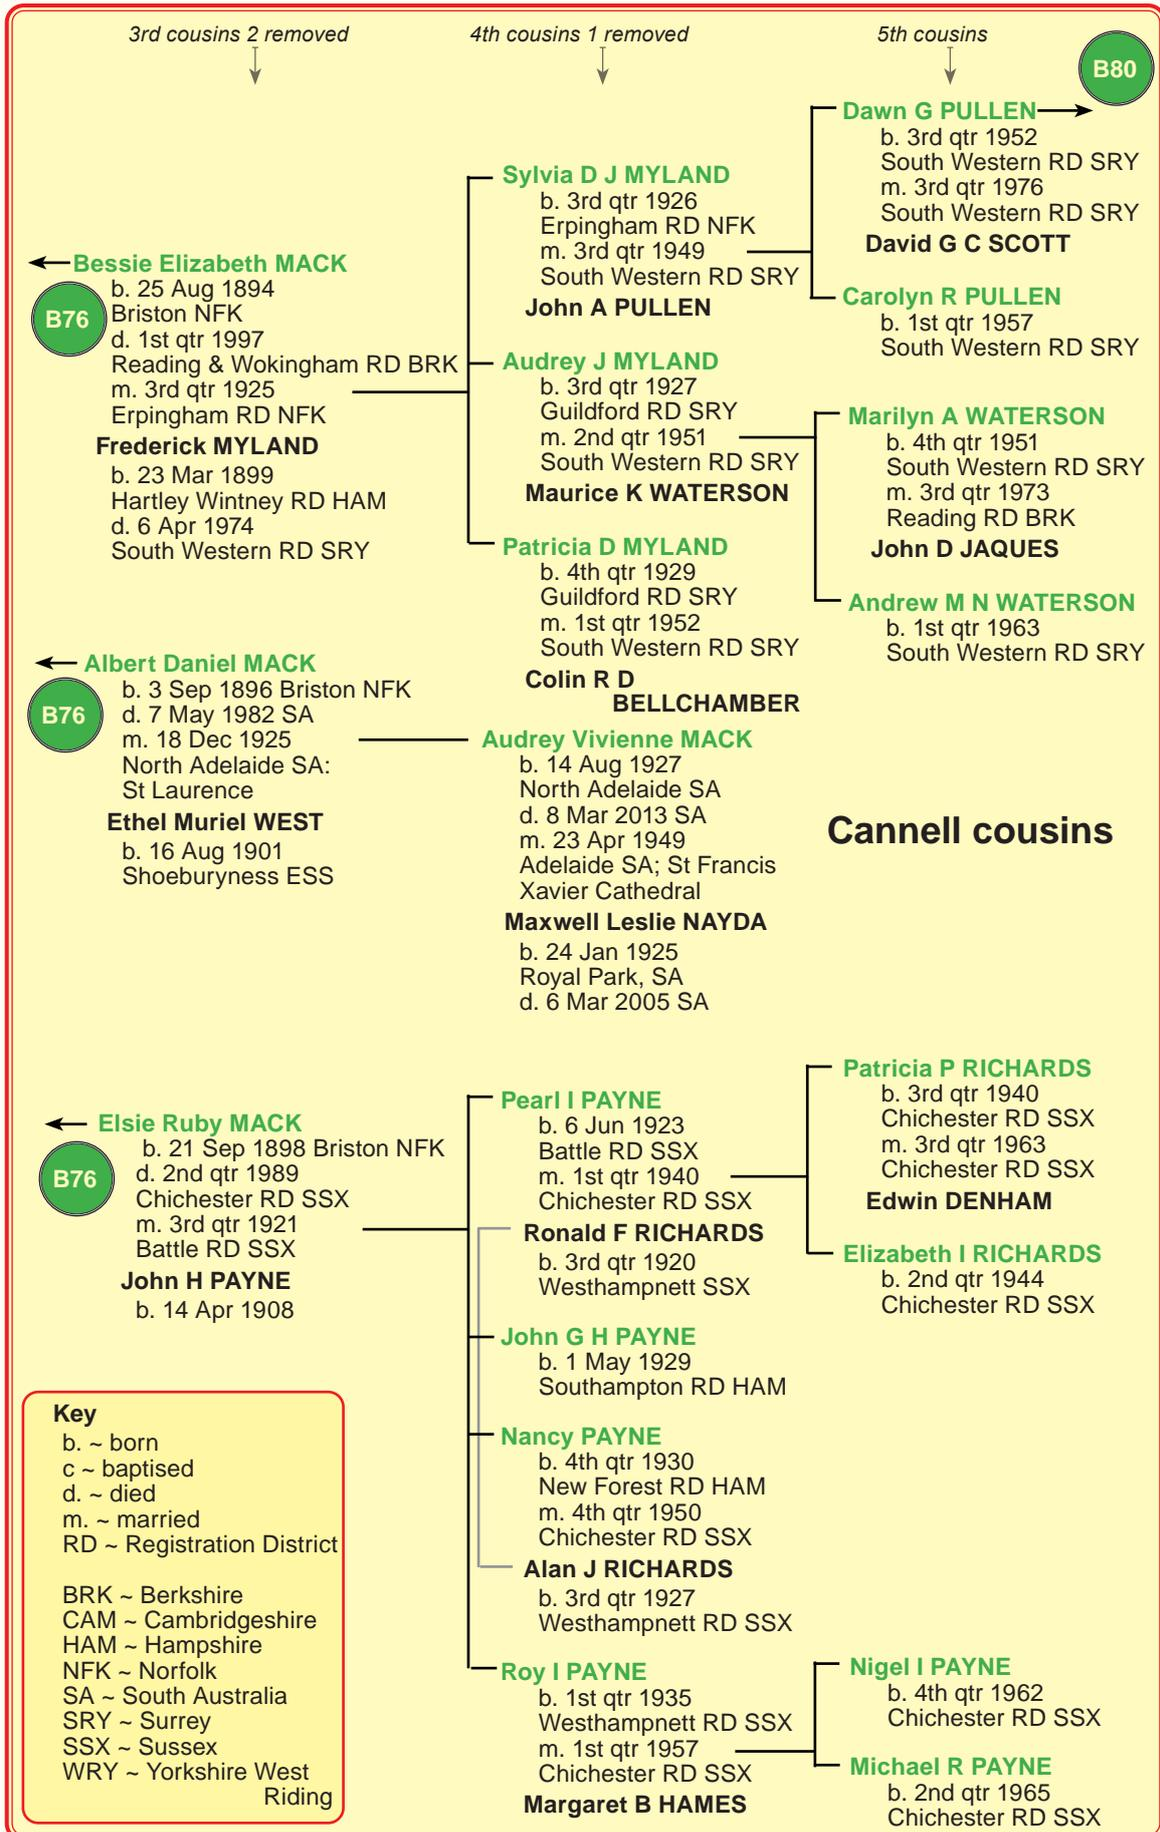 3rd cousins 2 removed
4th cousins 1 removed
5th cousins
B80
Bessie Elizabeth MACK
B76
b. 25 Aug 1894
Briston NFK
d. 1st qtr 1997
Reading & Wokingham RD BRK
m. 3rd qtr 1925
Erpingham RD NFK
Frederick MYLAND
b. 23 Mar 1899
Hartley Wintney RD HAM
d. 6 Apr 1974
South Western RD SRY
Sylvia D J MYLAND
b. 3rd qtr 1926
Erpingham RD NFK
m. 3rd qtr 1949
South Western RD SRY
John A PULLEN
Dawn G PULLEN
b. 3rd qtr 1952
South Western RD SRY
m. 3rd qtr 1976
South Western RD SRY
David G C SCOTT
Carolyn R PULLEN
b. 1st qtr 1957
South Western RD SRY
Audrey J MYLAND
b. 3rd qtr 1927
Guildford RD SRY
m. 2nd qtr 1951
South Western RD SRY
Maurice K WATERSON
Marilyn A WATERSON
b. 4th qtr 1951
South Western RD SRY
m. 3rd qtr 1973
Reading RD BRK
John D JAQUES
Andrew M N WATERSON
b. 1st qtr 1963
South Western RD SRY
Patricia D MYLAND
b. 4th qtr 1929
Guildford RD SRY
m. 1st qtr 1952
South Western RD SRY
Colin R D
BELLCHAMBER
Albert Daniel MACK
B76
b. 3 Sep 1896 Briston NFK
d. 7 May 1982 SA
m. 18 Dec 1925
North Adelaide SA:
St Laurence
Ethel Muriel WEST
b. 16 Aug 1901
Shoeburyness ESS
Audrey Vivienne MACK
b. 14 Aug 1927
North Adelaide SA
d. 8 Mar 2013 SA
m. 23 Apr 1949
Adelaide SA; St Francis
Xavier Cathedral
Maxwell Leslie NAYDA
b. 24 Jan 1925
Royal Park, SA
d. 6 Mar 2005 SA
Cannell cousins
Elsie Ruby MACK
B76
b. 21 Sep 1898 Briston NFK
d. 2nd qtr 1989
Chichester RD SSX
m. 3rd qtr 1921
Battle RD SSX
John H PAYNE
b. 14 Apr 1908
Pearl I PAYNE
b. 6 Jun 1923
Battle RD SSX
m. 1st qtr 1940
Chichester RD SSX
Ronald F RICHARDS
b. 3rd qtr 1920
Westhampnett SSX
Patricia P RICHARDS
b. 3rd qtr 1940
Chichester RD SSX
m. 3rd qtr 1963
Chichester RD SSX
Edwin DENHAM
Elizabeth I RICHARDS
b. 2nd qtr 1944
Chichester RD SSX
John G H PAYNE
b. 1 May 1929
Southampton RD HAM
Nancy PAYNE
b. 4th qtr 1930
New Forest RD HAM
m. 4th qtr 1950
Chichester RD SSX
Alan J RICHARDS
b. 3rd qtr 1927
Westhampnett RD SSX
Roy I PAYNE
b. 1st qtr 1935
Westhampnett RD SSX
m. 1st qtr 1957
Chichester RD SSX
Margaret B HAMES
Nigel I PAYNE
b. 4th qtr 1962
Chichester RD SSX
Michael R PAYNE
b. 2nd qtr 1965
Chichester RD SSX
Key
b. ~ born
c ~ baptised
d. ~ died
m. ~ married
RD ~ Registration District
BRK ~ Berkshire
CAM ~ Cambridgeshire
HAM ~ Hampshire
NFK ~ Norfolk
SA ~ South Australia
SRY ~ Surrey
SSX ~ Sussex
WRY ~ Yorkshire West
Riding